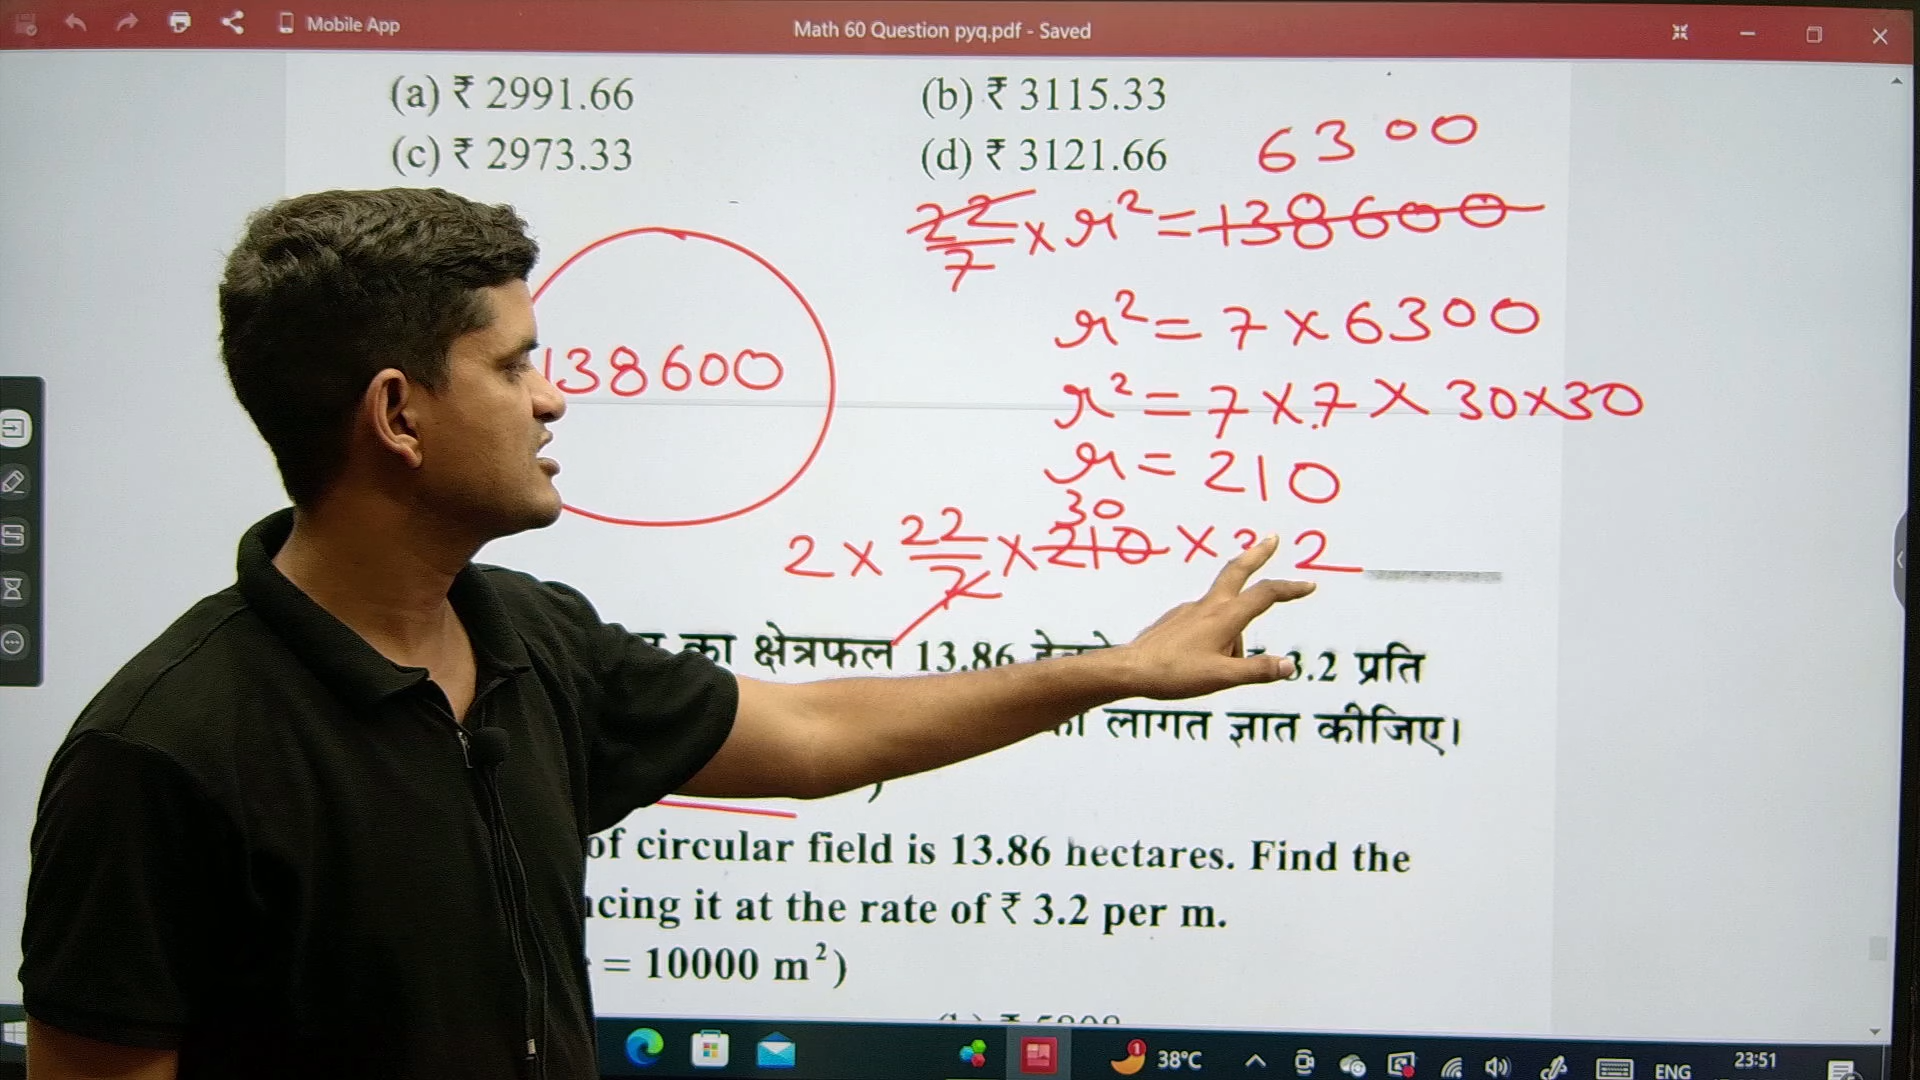 Mobile App
Math 60 Question pyq.pdf - Saved
(a) ₹ 2991.66
(b) ₹ 3115.33
(c) ₹ 2973.33
(d) ₹ 3121.66
6300
22/7 × r² = 138600
138600
r² = 7 × 6300
r² = 7 × 7 × 30 × 30
r = 210
30
2 × 22/7 × 210 × 3.2
का क्षेत्रफल 13.86 3.2 प्रति
लागत ज्ञात कीजिए।
of circular field is 13.86 hectares. Find the
it at the rate of ₹ 3.2 per m.
= 10000 m²)
38°C
ENG
23:51